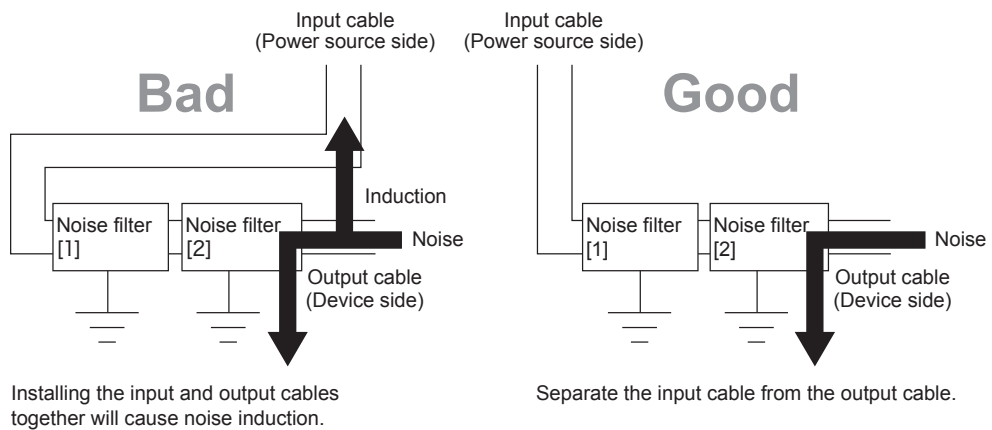 Input cable
(Power source side)
Bad
Induction
Noise filter
[1]
Noise filter
[2]
Noise
Output cable
(Device side)
Installing the input and output cables
together will cause noise induction.
Input cable
(Power source side)
Good
Noise filter
[1]
Noise filter
[2]
Noise
Output cable
(Device side)
Separate the input cable from the output cable.